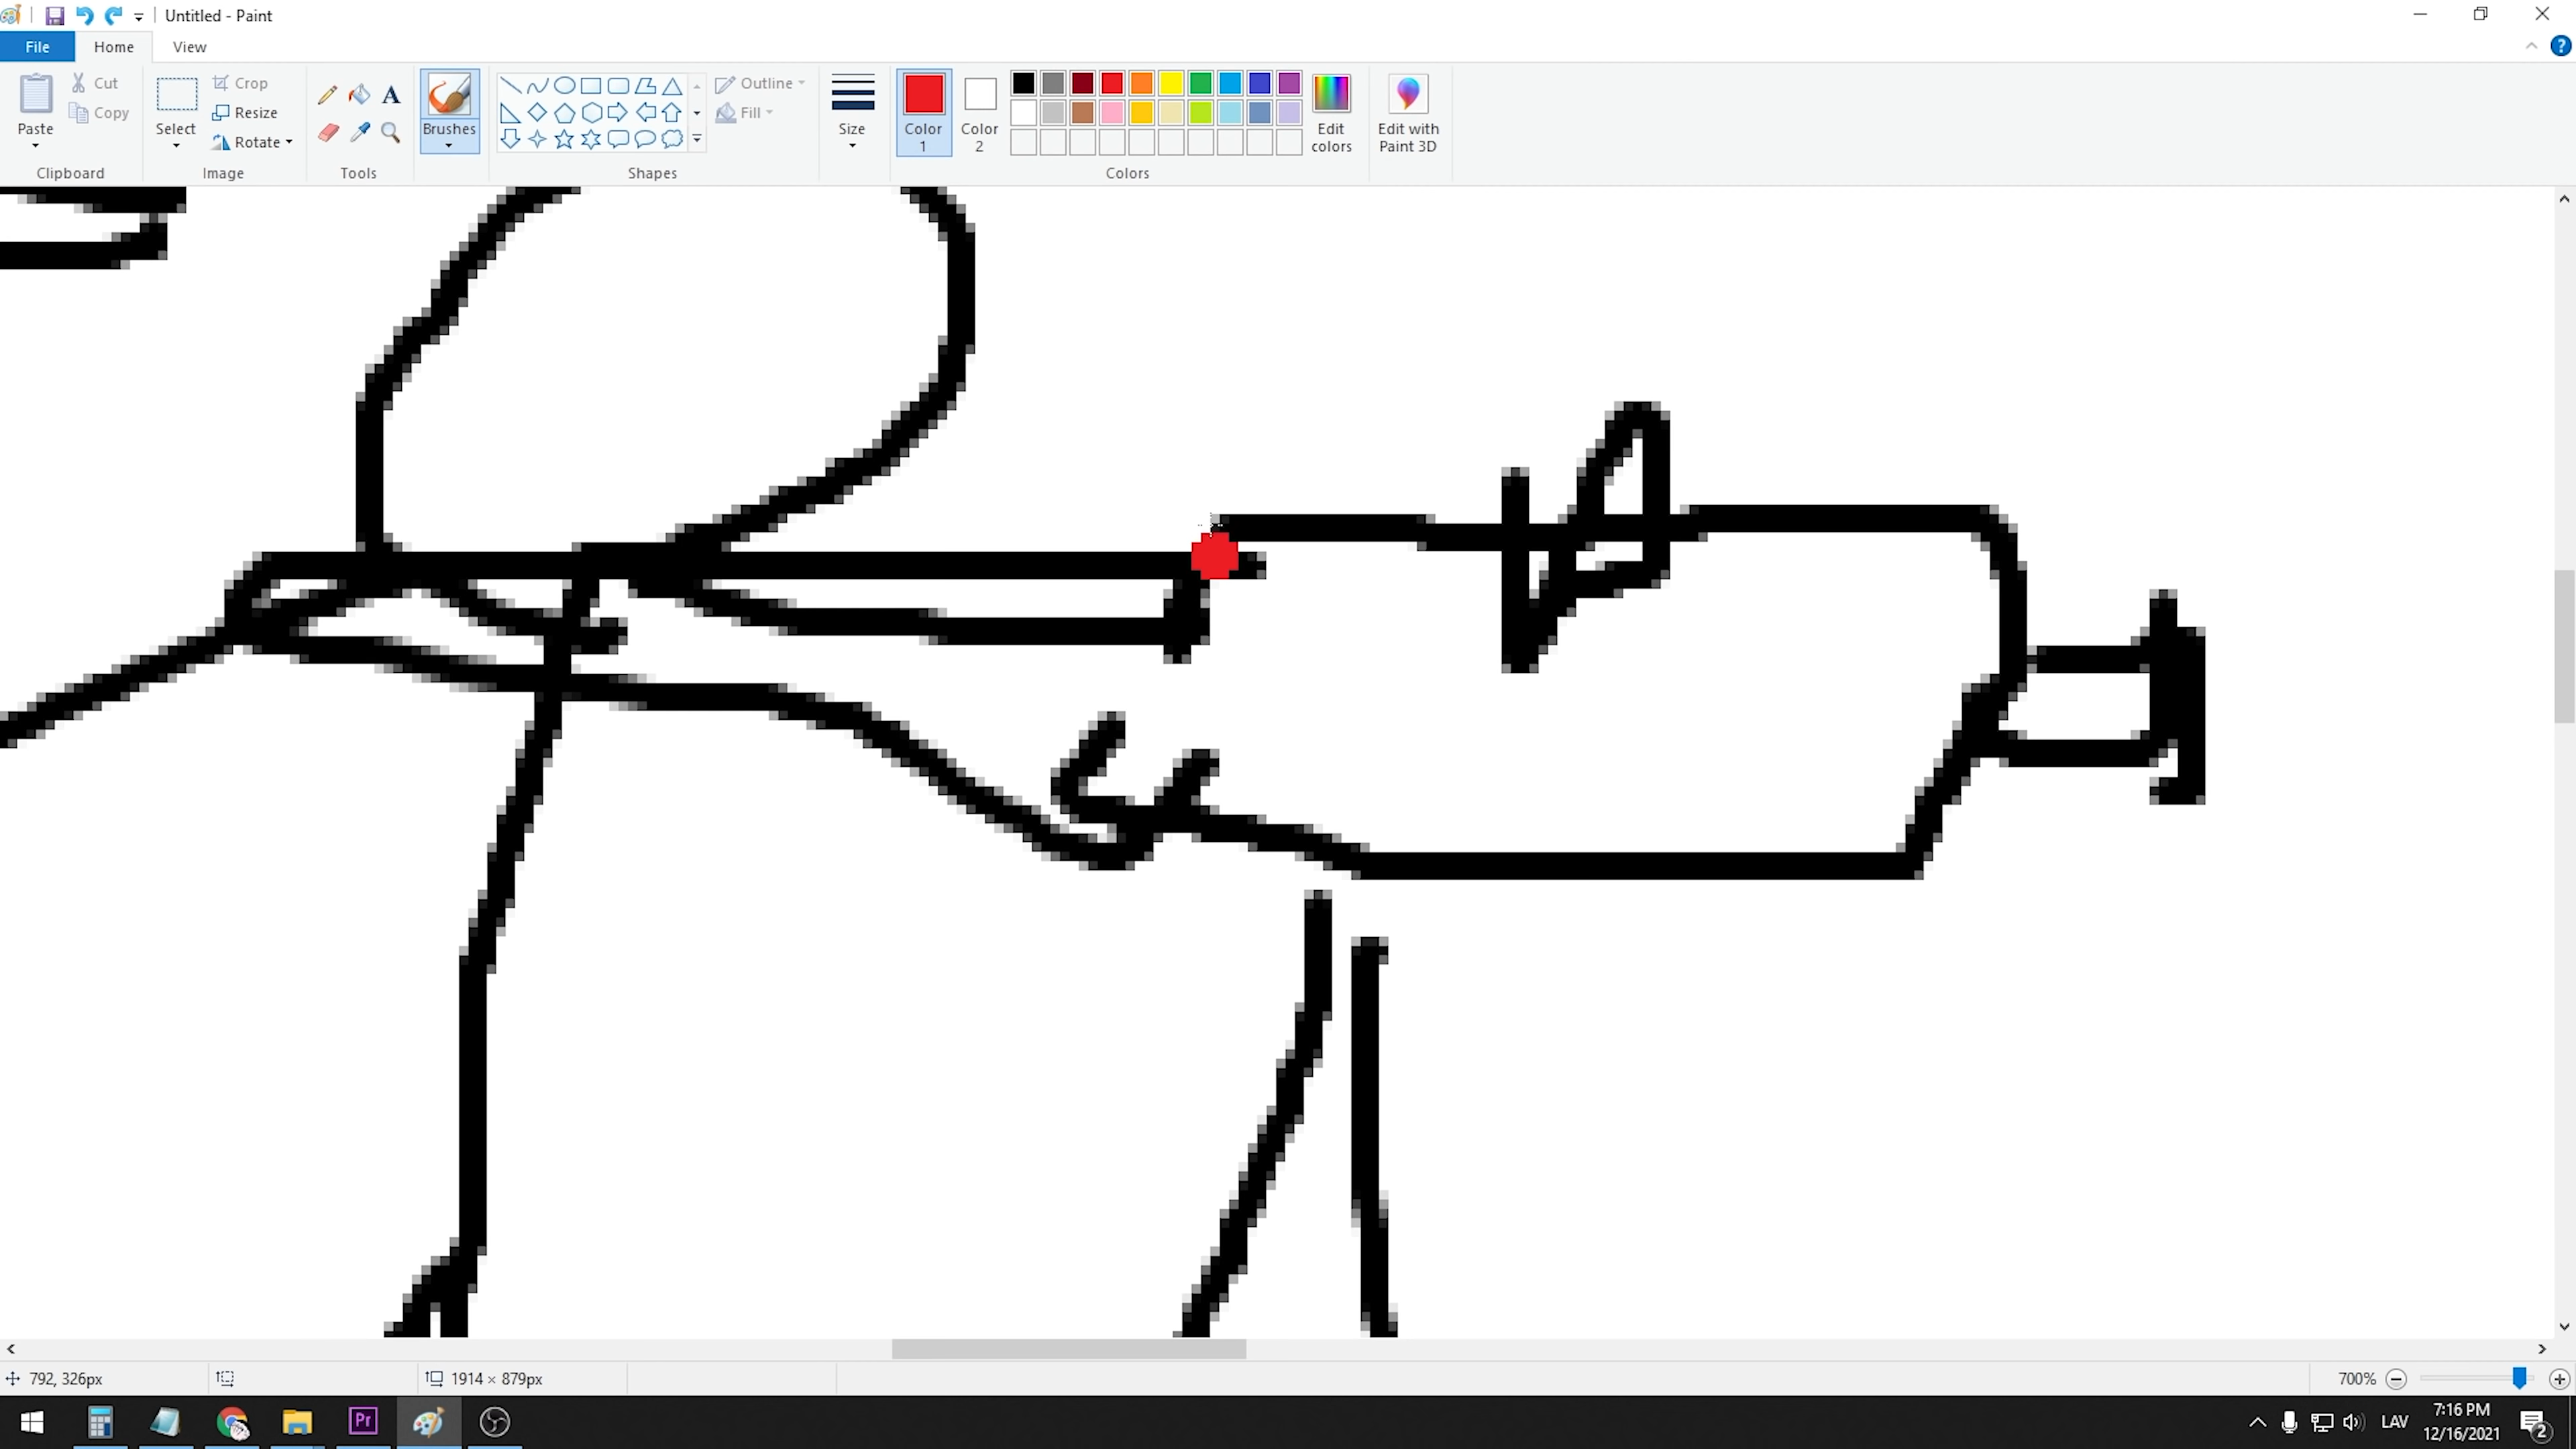 Untitled - Paint
File Home View
Paste Cut Copy
Clipboard
Select Crop Resize Rotate
Image
A
Tools
Brushes
Outline Fill
Shapes
Size
Color 1 Color 2
Edit colors
Colors
Edit with Paint 3D
792, 326px
1914 × 879px
700%
Pr
LAV
7:16 PM
12/16/2021
2